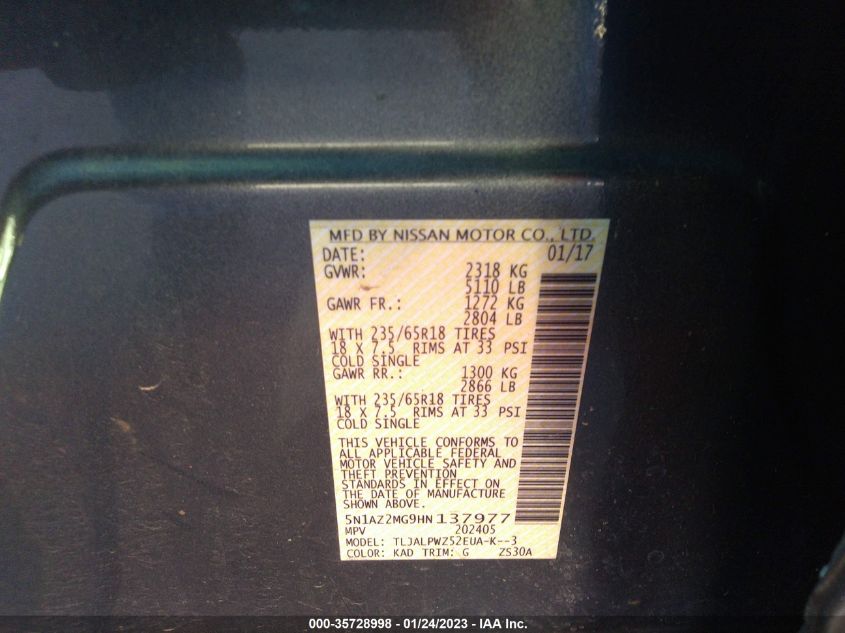 MFD BY NISSAN MOTOR CO., LTD.
DATE: 01/17
GVWR: 2318 KG
5110 LB
GAWR FR.: 1272 KG
2804 LB
WITH 235/65R18 TIRES
18 X 7.5 RIMS AT 33 PSI
COLD SINGLE
GAWR RR.: 1300 KG
2866 LB
WITH 235/65R18 TIRES
18 X 7.5 RIMS AT 33 PSI
COLD SINGLE
THIS VEHICLE CONFORMS TO
ALL APPLICABLE FEDERAL
MOTOR VEHICLE SAFETY AND
THEFT PREVENTION
STANDARDS IN EFFECT ON
THE DATE OF MANUFACTURE
SHOWN ABOVE.
5N1AZ2MG9HN137977
MPV 202405
MODEL: TLJALPWZ52EUA-K--3
COLOR: KAD TRIM: G ZS30A
000-35728998 - 01/24/2023 - IAA Inc.